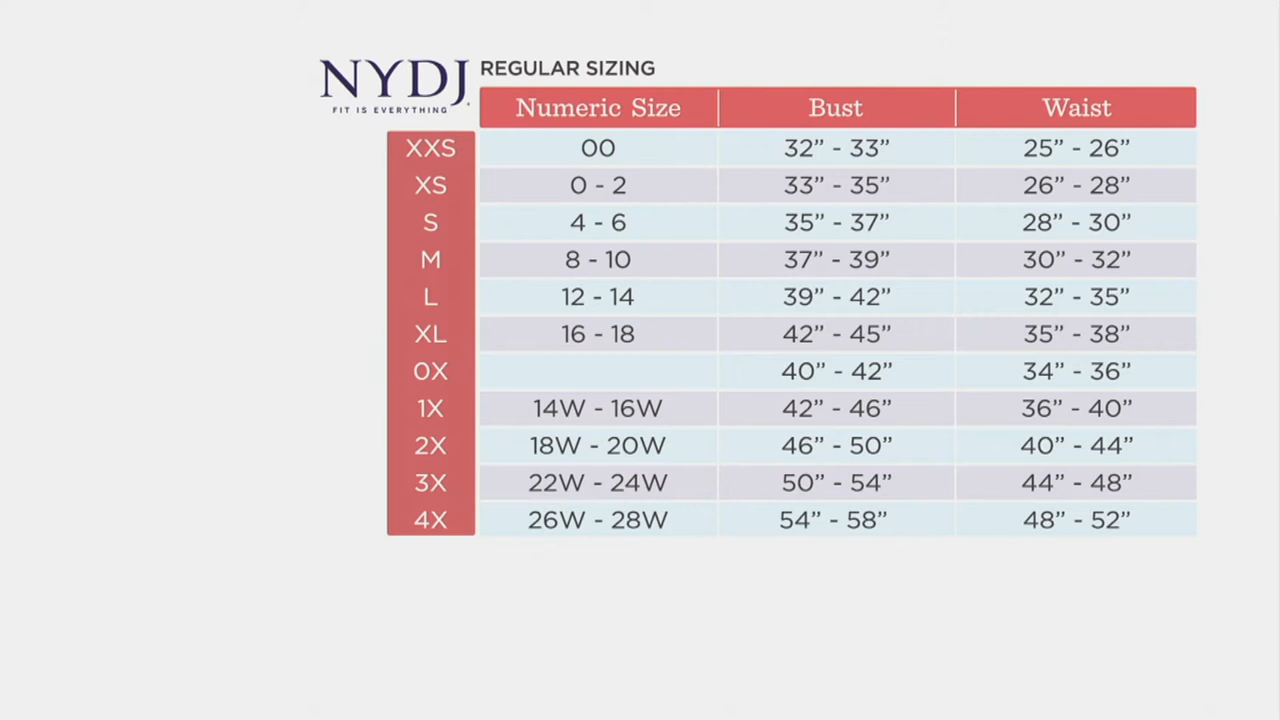 NYDJ
FIT IS EVERYTHING
REGULAR SIZING
Numeric Size Bust Waist
XXS 00 32” - 33” 25” - 26”
XS 0 - 2 33” - 35” 26” - 28”
S 4 - 6 35” - 37” 28” - 30”
M 8 - 10 37” - 39” 30” - 32”
L 12 - 14 39” - 42” 32” - 35”
XL 16 - 18 42” - 45” 35” - 38”
0X 40” - 42” 34” - 36”
1X 14W - 16W 42” - 46” 36” - 40”
2X 18W - 20W 46” - 50” 40” - 44”
3X 22W - 24W 50” - 54” 44” - 48”
4X 26W - 28W 54” - 58” 48” - 52”